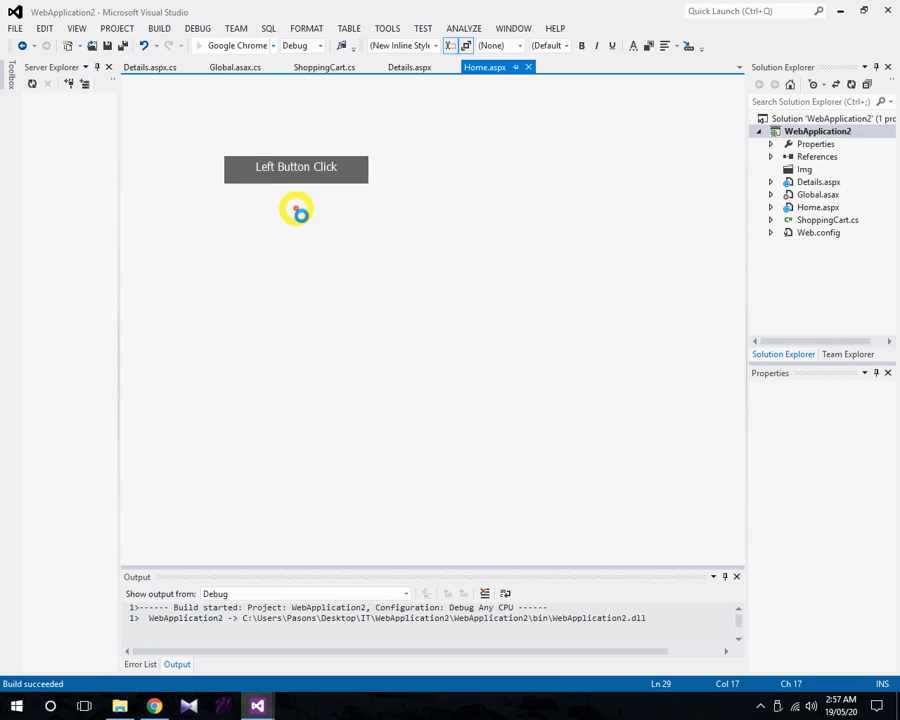 WebApplication2 - Microsoft Visual Studio
Quick Launch (Ctrl+Q)
FILE EDIT VIEW PROJECT BUILD DEBUG TEAM SQL FORMAT TABLE TOOLS TEST ANALYZE WINDOW HELP
Google Chrome Debug (New Inline Style (None) (Default B I U A
Toolbox
Server Explorer
Details.aspx.cs Global.asax.cs ShoppingCart.cs Details.aspx Home.aspx
Solution Explorer
Search Solution Explorer (Ctrl+;)
Solution 'WebApplication2' (1 pro
WebApplication2
Properties
References
Img
Details.aspx
Global.asax
Home.aspx
ShoppingCart.cs
Web.config
Left Button Click
Solution Explorer Team Explorer
Properties
Output
Show output from: Debug
1>------ Build started: Project: WebApplication2, Configuration: Debug Any CPU ------
1> WebApplication2 -> C:\Users\Pasons\Desktop\IT\WebApplication2\WebApplication2\bin\WebApplication2.dll
Error List Output
Build succeeded Ln 29 Col 17 Ch 17 INS
2:57 AM
19/05/20